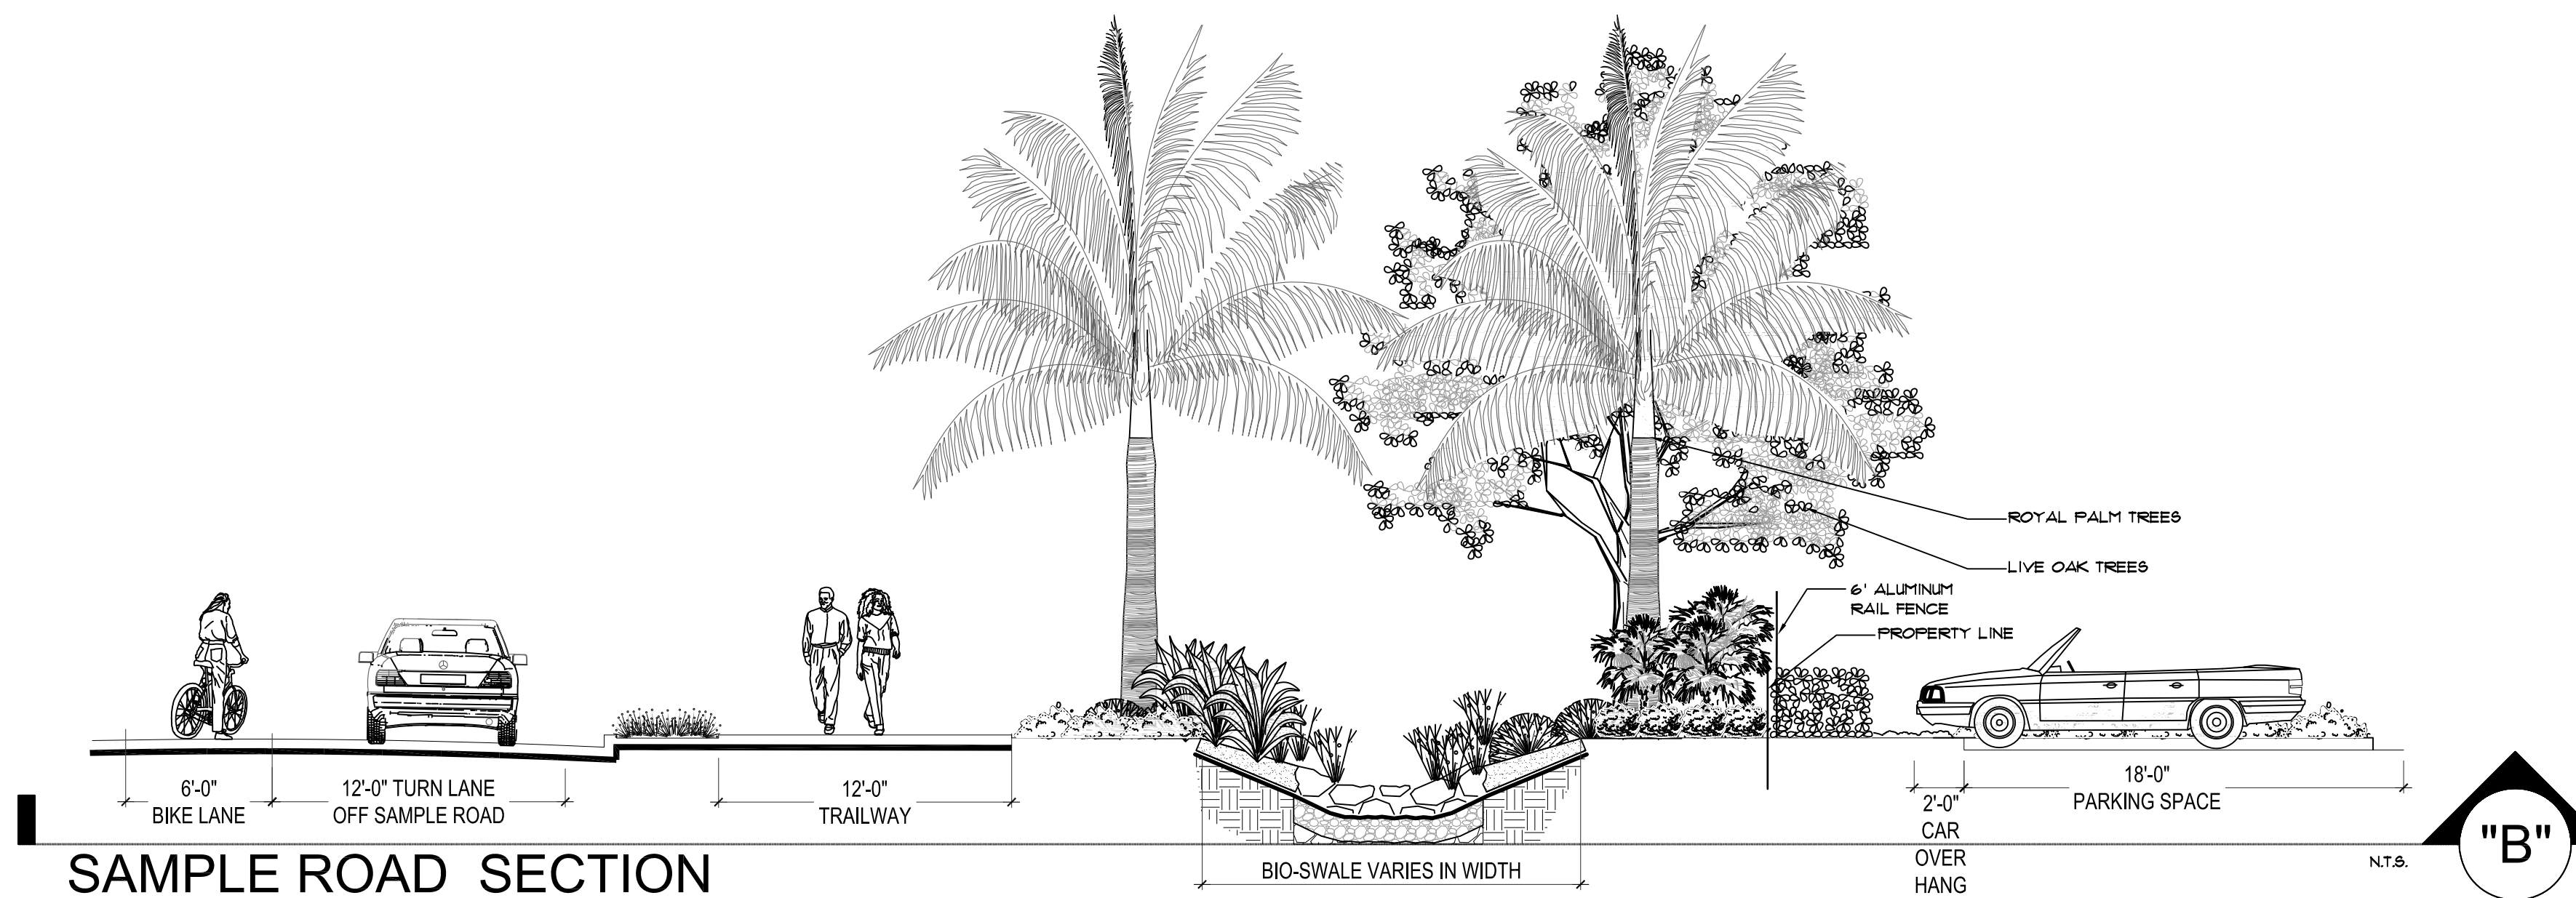 ROYAL PALM TREES
LIVE OAK TREES
6' ALUMINUM
RAIL FENCE
PROPERTY LINE
6'-0"
BIKE LANE
12'-0" TURN LANE
OFF SAMPLE ROAD
12'-0"
TRAILWAY
BIO-SWALE VARIES IN WIDTH
2'-0"
CAR
OVER
HANG
18'-0"
PARKING SPACE
SAMPLE ROAD SECTION
N.T.S.
"B"